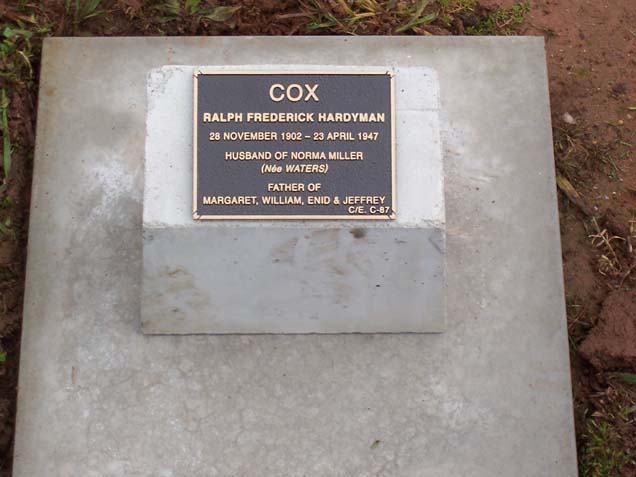 COX
RALPH FREDERICK HARDYMAN
28 NOVEMBER 1902 – 23 APRIL 1947
HUSBAND OF NORMA MILLER
(Née WATERS)
FATHER OF
MARGARET, WILLIAM, ENID & JEFFREY
C/E. C-87